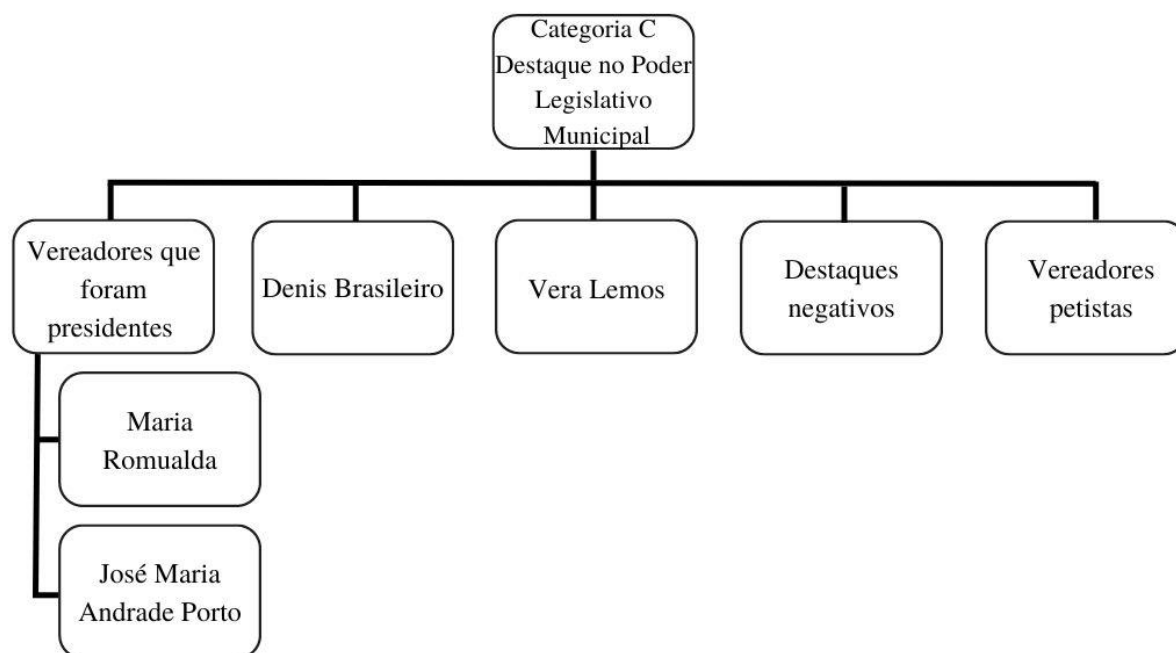 Categoria C
Destaque no Poder
Legislativo
Municipal
Vereadores que
foram
presidentes
Denis Brasileiro
Vera Lemos
Destaques
negativos
Vereadores
petistas
Maria
Romualda
José Maria
Andrade Porto